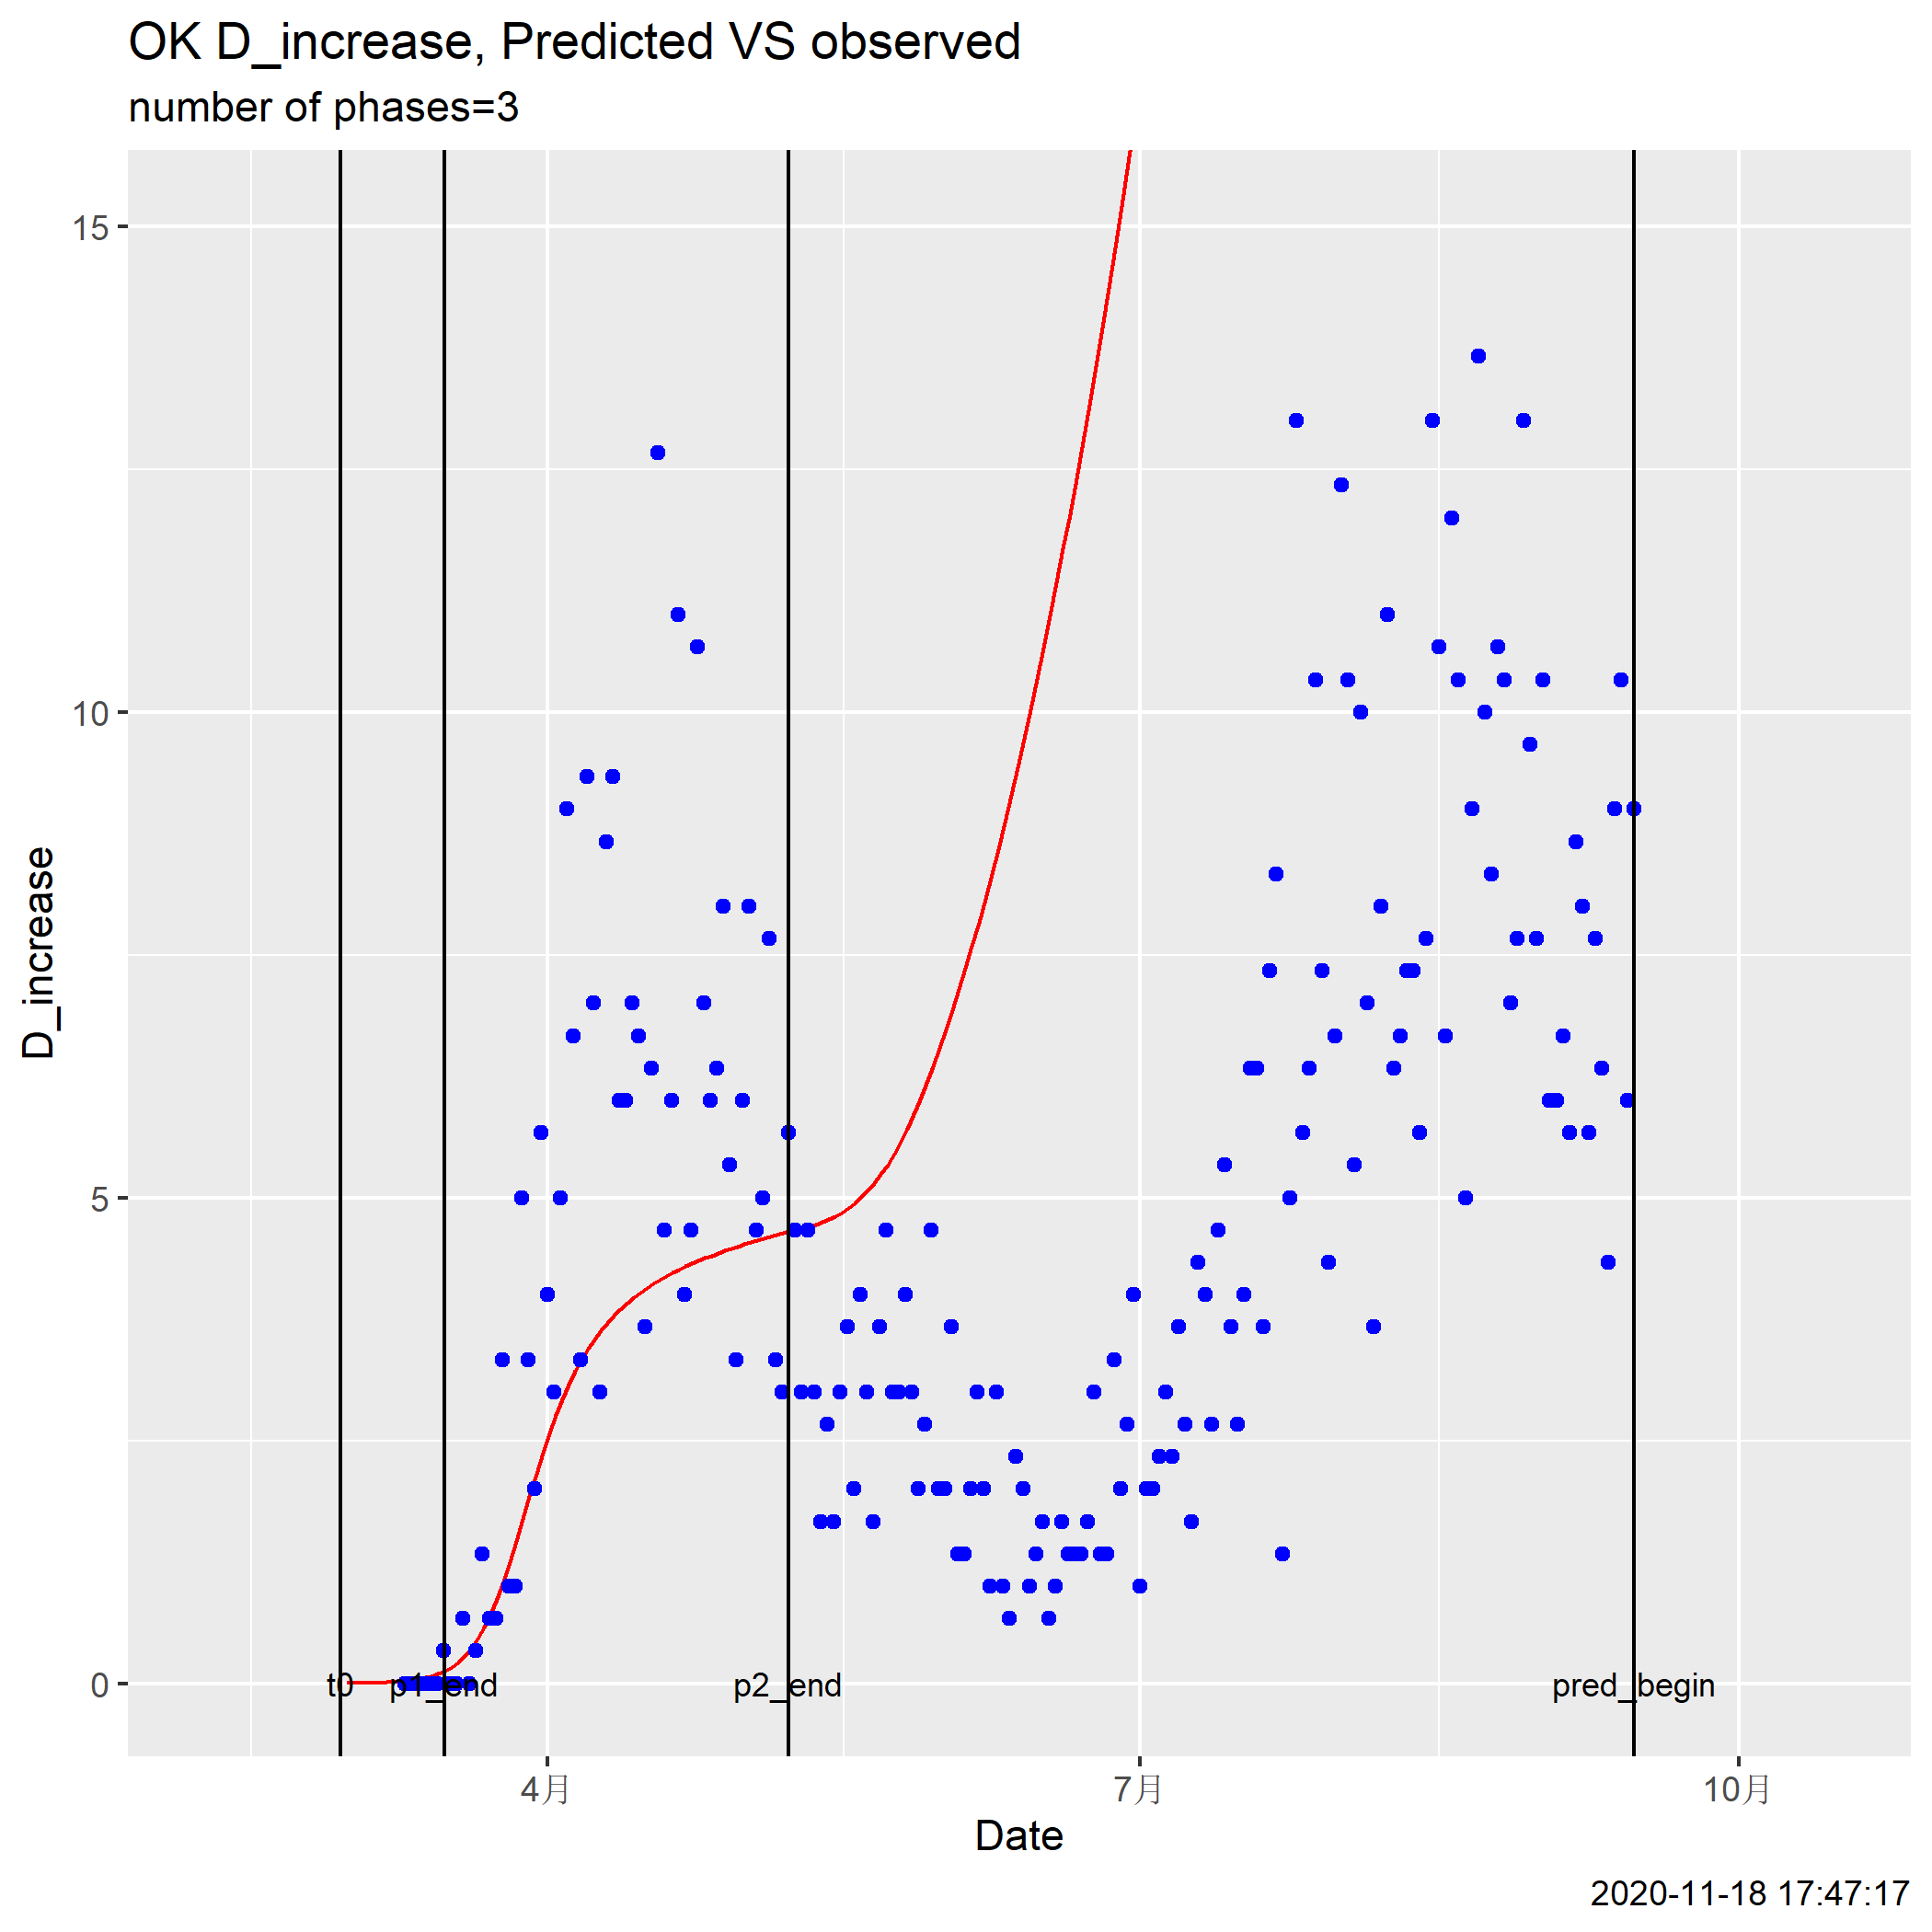 OK D_increase, Predicted VS observed
number of phases=3
15
10
5
0
D_increase
t0
p1_end
p2_end
pred_begin
4月
7月
10月
Date
2020-11-18 17:47:17